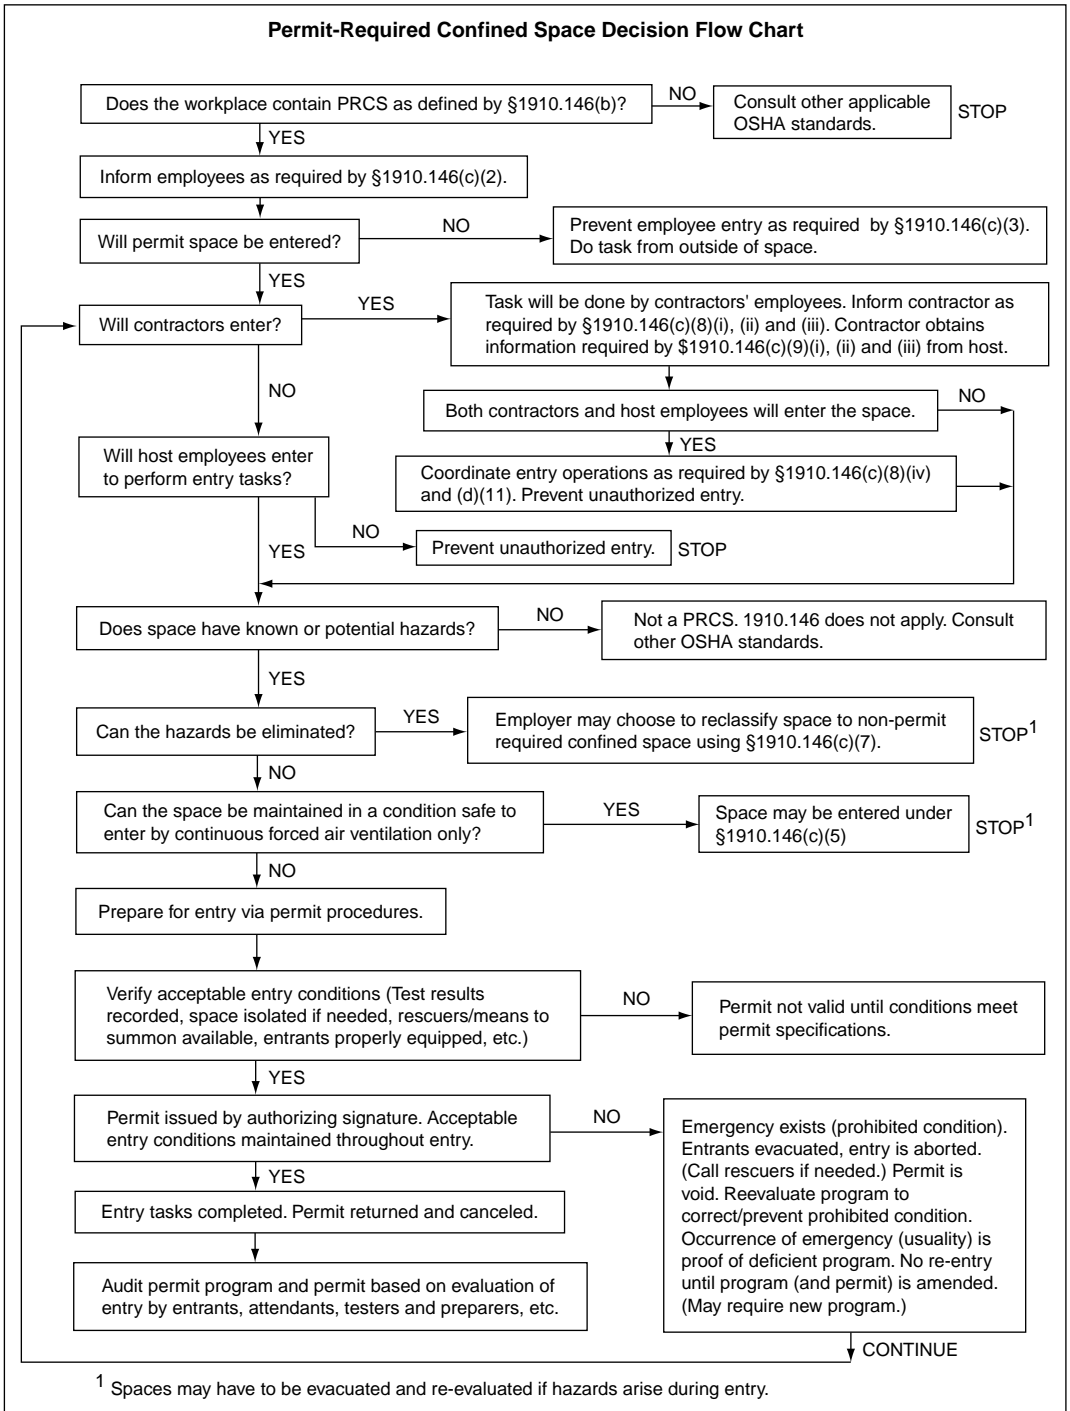 Permit-Required Confined Space Decision Flow Chart
Does the workplace contain PRCS as defined by §1910.146(b)?
NO
Consult other applicable
OSHA standards.
STOP
YES
Inform employees as required by §1910.146(c)(2).
Will permit space be entered?
NO
Prevent employee entry as required by §1910.146(c)(3).
Do task from outside of space.
YES
Will contractors enter?
YES
Task will be done by contractors' employees. Inform contractor as
required by §1910.146(c)(8)(i), (ii) and (iii). Contractor obtains
information required by $1910.146(c)(9)(i), (ii) and (iii) from host.
NO
Both contractors and host employees will enter the space.
NO
YES
Will host employees enter
to perform entry tasks?
Coordinate entry operations as required by §1910.146(c)(8)(iv)
and (d)(11). Prevent unauthorized entry.
NO
Prevent unauthorized entry.
STOP
YES
Does space have known or potential hazards?
NO
Not a PRCS. 1910.146 does not apply. Consult
other OSHA standards.
YES
Can the hazards be eliminated?
YES
Employer may choose to reclassify space to non-permit
required confined space using §1910.146(c)(7).
STOP1
NO
Can the space be maintained in a condition safe to
enter by continuous forced air ventilation only?
YES
Space may be entered under
§1910.146(c)(5)
STOP1
NO
Prepare for entry via permit procedures.
Verify acceptable entry conditions (Test results
recorded, space isolated if needed, rescuers/means to
summon available, entrants properly equipped, etc.)
NO
Permit not valid until conditions meet
permit specifications.
YES
Permit issued by authorizing signature. Acceptable
entry conditions maintained throughout entry.
NO
Emergency exists (prohibited condition).
Entrants evacuated, entry is aborted.
(Call rescuers if needed.) Permit is
void. Reevaluate program to
correct/prevent prohibited condition.
Occurrence of emergency (usuality) is
proof of deficient program. No re-entry
until program (and permit) is amended.
(May require new program.)
YES
Entry tasks completed. Permit returned and canceled.
Audit permit program and permit based on evaluation of
entry by entrants, attendants, testers and preparers, etc.
CONTINUE
1 Spaces may have to be evacuated and re-evaluated if hazards arise during entry.